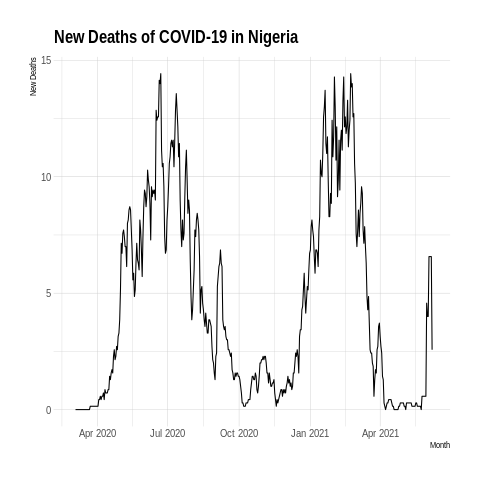 New Deaths of COVID-19 in Nigeria
New Deaths
15
10
5
0
Apr 2020 Jul 2020 Oct 2020 Jan 2021 Apr 2021
Month